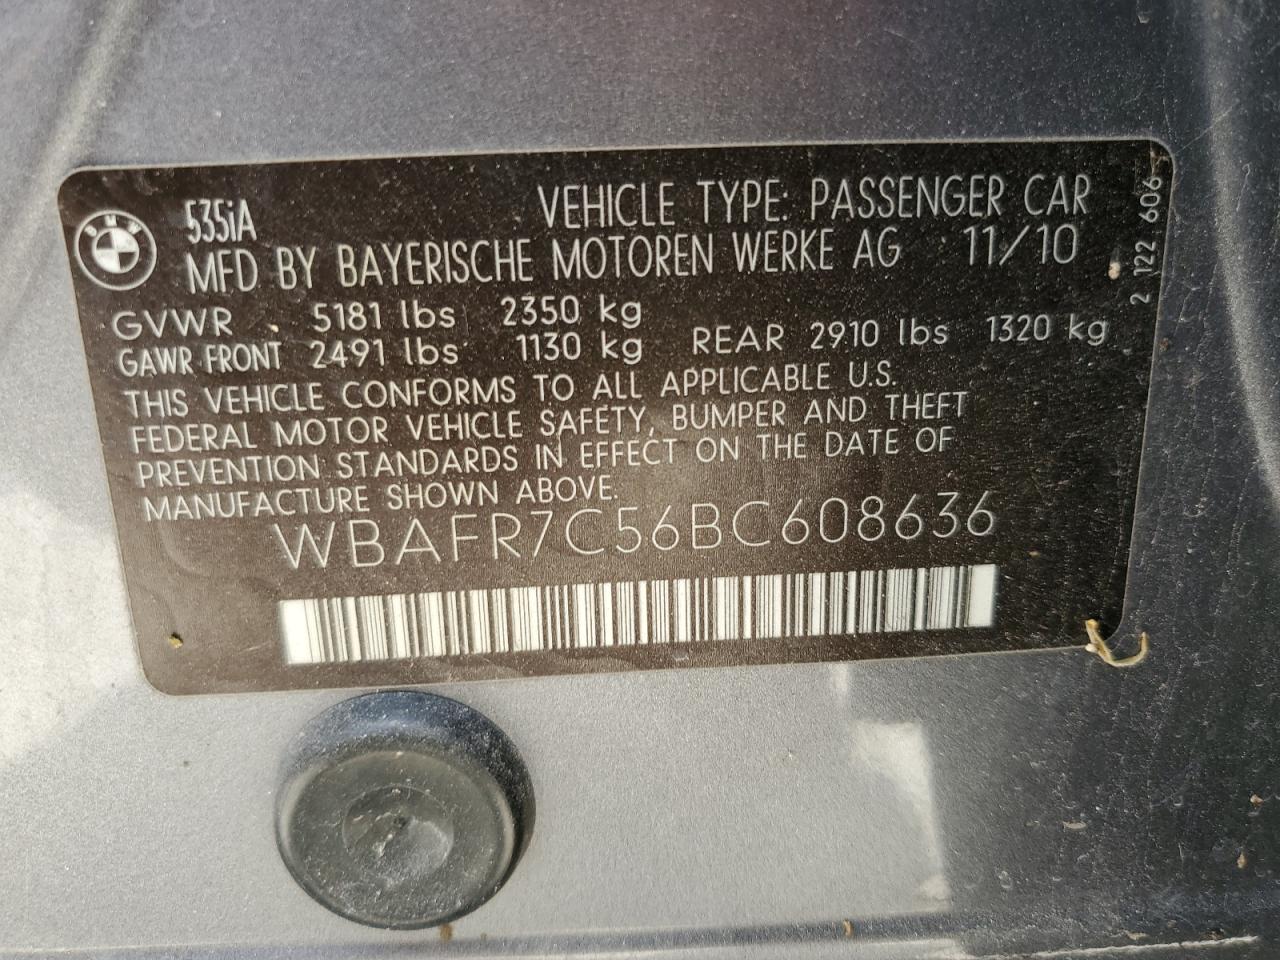 535iA VEHICLE TYPE: PASSENGER CAR
MFD BY BAYERISCHE MOTOREN WERKE AG 11/10
GVWR 5181 lbs 2350 kg
GAWR FRONT 2491 lbs 1130 kg REAR 2910 lbs 1320 kg
THIS VEHICLE CONFORMS TO ALL APPLICABLE U.S.
FEDERAL MOTOR VEHICLE SAFETY, BUMPER AND THEFT
PREVENTION STANDARDS IN EFFECT ON THE DATE OF
MANUFACTURE SHOWN ABOVE.
WBAFR7C56BC608636
2 122 606